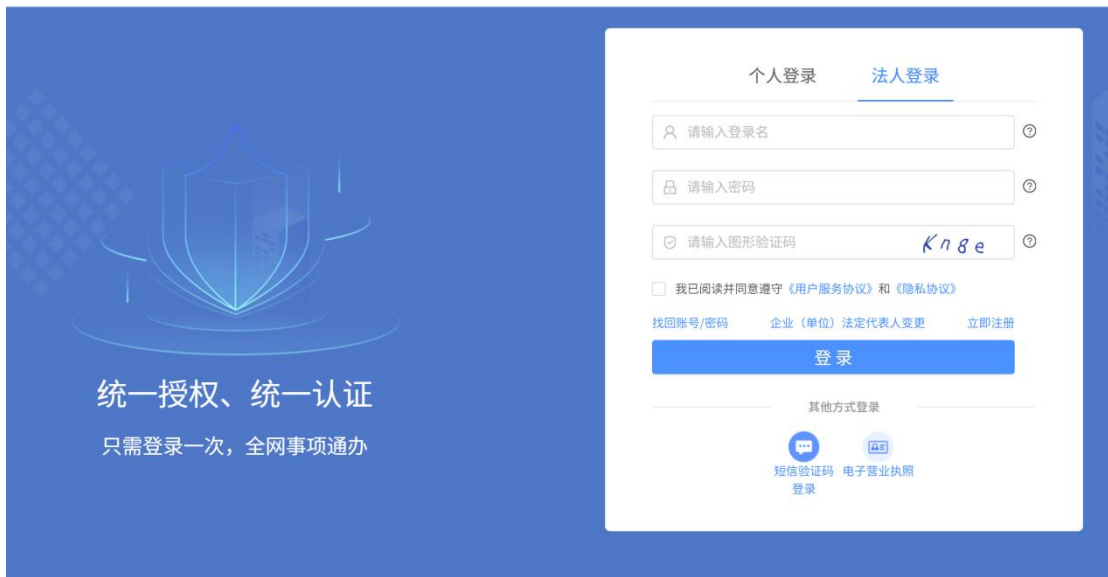 个人登录 法人登录
请输入登录名
请输入密码
请输入图形验证码 Kn8e
我已阅读并同意遵守《用户服务协议》和《隐私协议》
找回账号/密码 企业（单位）法定代表人变更 立即注册
登录
其他方式登录
短信验证码登录 电子营业执照
统一授权、统一认证
只需登录一次，全网事项通办